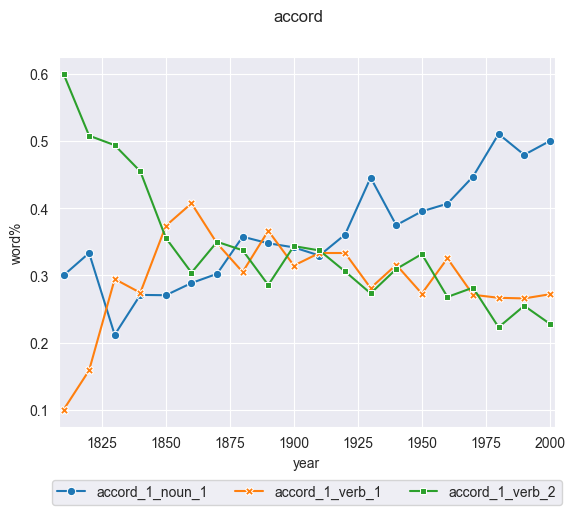 accord
0.6
0.5
0.4
0.3
0.2
0.1
word%
1825 1850 1875 1900 1925 1950 1975 2000
year
accord_1_noun_1 accord_1_verb_1 accord_1_verb_2